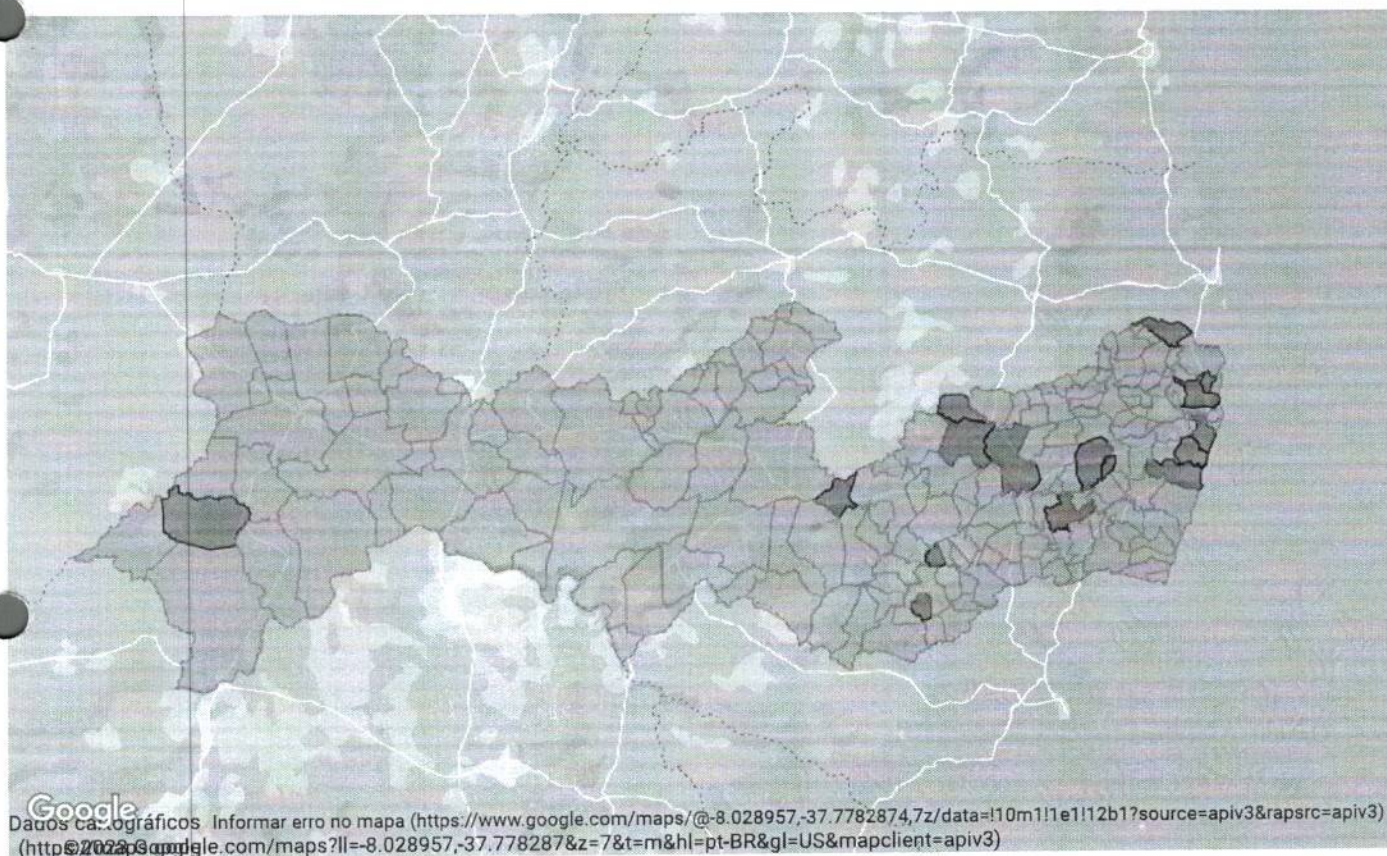 Google
Dados cartográficos Informar erro no mapa (https://www.google.com/maps/@-8.028957,-37.7782874,7z/data=!10m1!1e1!12b1?source=apiv3&rapsrc=apiv3)
©2023 Google le.com/maps?ll=-8.028957,-37.778287&z=7&t=m&hl=pt-BR&gl=US&mapclient=apiv3)